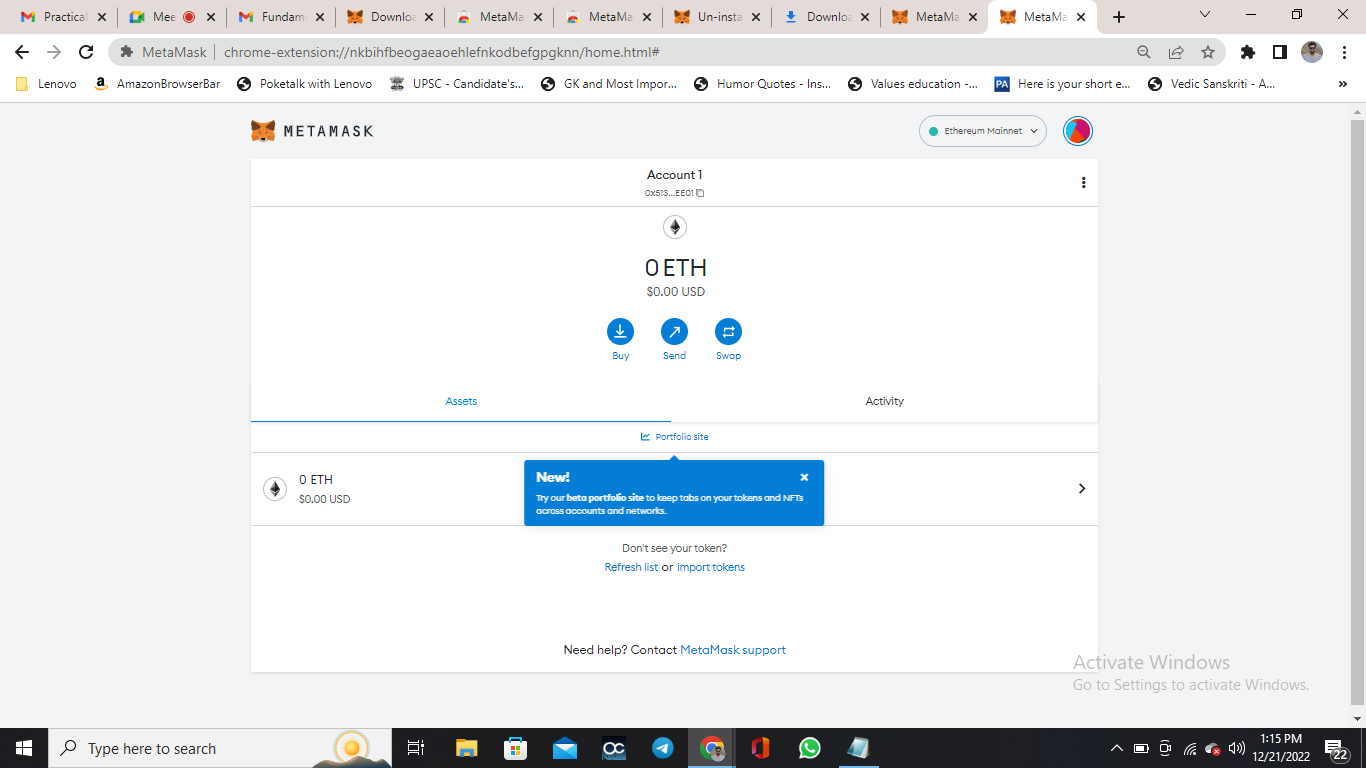 Practical
Mee
Fundam
Downloa
MetaMa
MetaMa
Un-insta
Downloa
MetaMa
MetaMa
MetaMask | chrome-extension://nkbihfbeogaeaoehlefnkodbefgpgknn/home.html#
Lenovo
AmazonBrowserBar
Poketalk with Lenovo
UPSC - Candidate's...
GK and Most Impor...
Humor Quotes - Ins...
Values education -...
PA
Here is your short e...
Vedic Sanskriti - A...
METAMASK
Ethereum Mainnet
Account 1
0x513...EE01
0 ETH
$0.00 USD
Buy
Send
Swap
Assets
Activity
Portfolio site
0 ETH
$0.00 USD
New!
Try our beta portfolio site to keep tabs on your tokens and NFTs
across accounts and networks.
Don't see your token?
Refresh list or import tokens
Need help? Contact MetaMask support
Activate Windows
Go to Settings to activate Windows.
Type here to search
OC
1:15 PM
12/21/2022
22